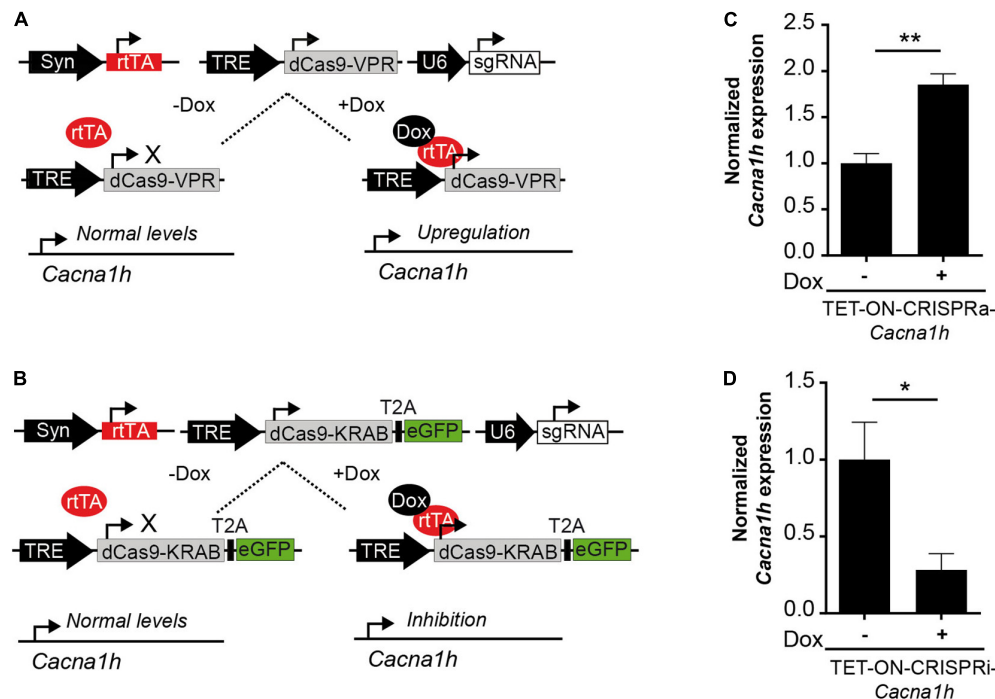 A
Syn rtTA TRE dCas9-VPR U6 sgRNA
-Dox +Dox
rtTA Dox rtTA
X
TRE dCas9-VPR TRE dCas9-VPR
Normal levels Upregulation
Cacna1h Cacna1h
B
T2A
Syn rtTA TRE dCas9-KRAB eGFP U6 sgRNA
-Dox +Dox
rtTA Dox rtTA
X T2A T2A
TRE dCas9-KRAB eGFP TRE dCas9-KRAB eGFP
Normal levels Inhibition
Cacna1h Cacna1h
C
**
Normalized
Cacna1h expression
2.5
2.0
1.5
1.0
0.5
0.0
Dox - +
TET-ON-CRISPRa-
Cacna1h
D
*
Normalized
Cacna1h expression
1.5
1.0
0.5
0.0
Dox - +
TET-ON-CRISPRi-
Cacna1h